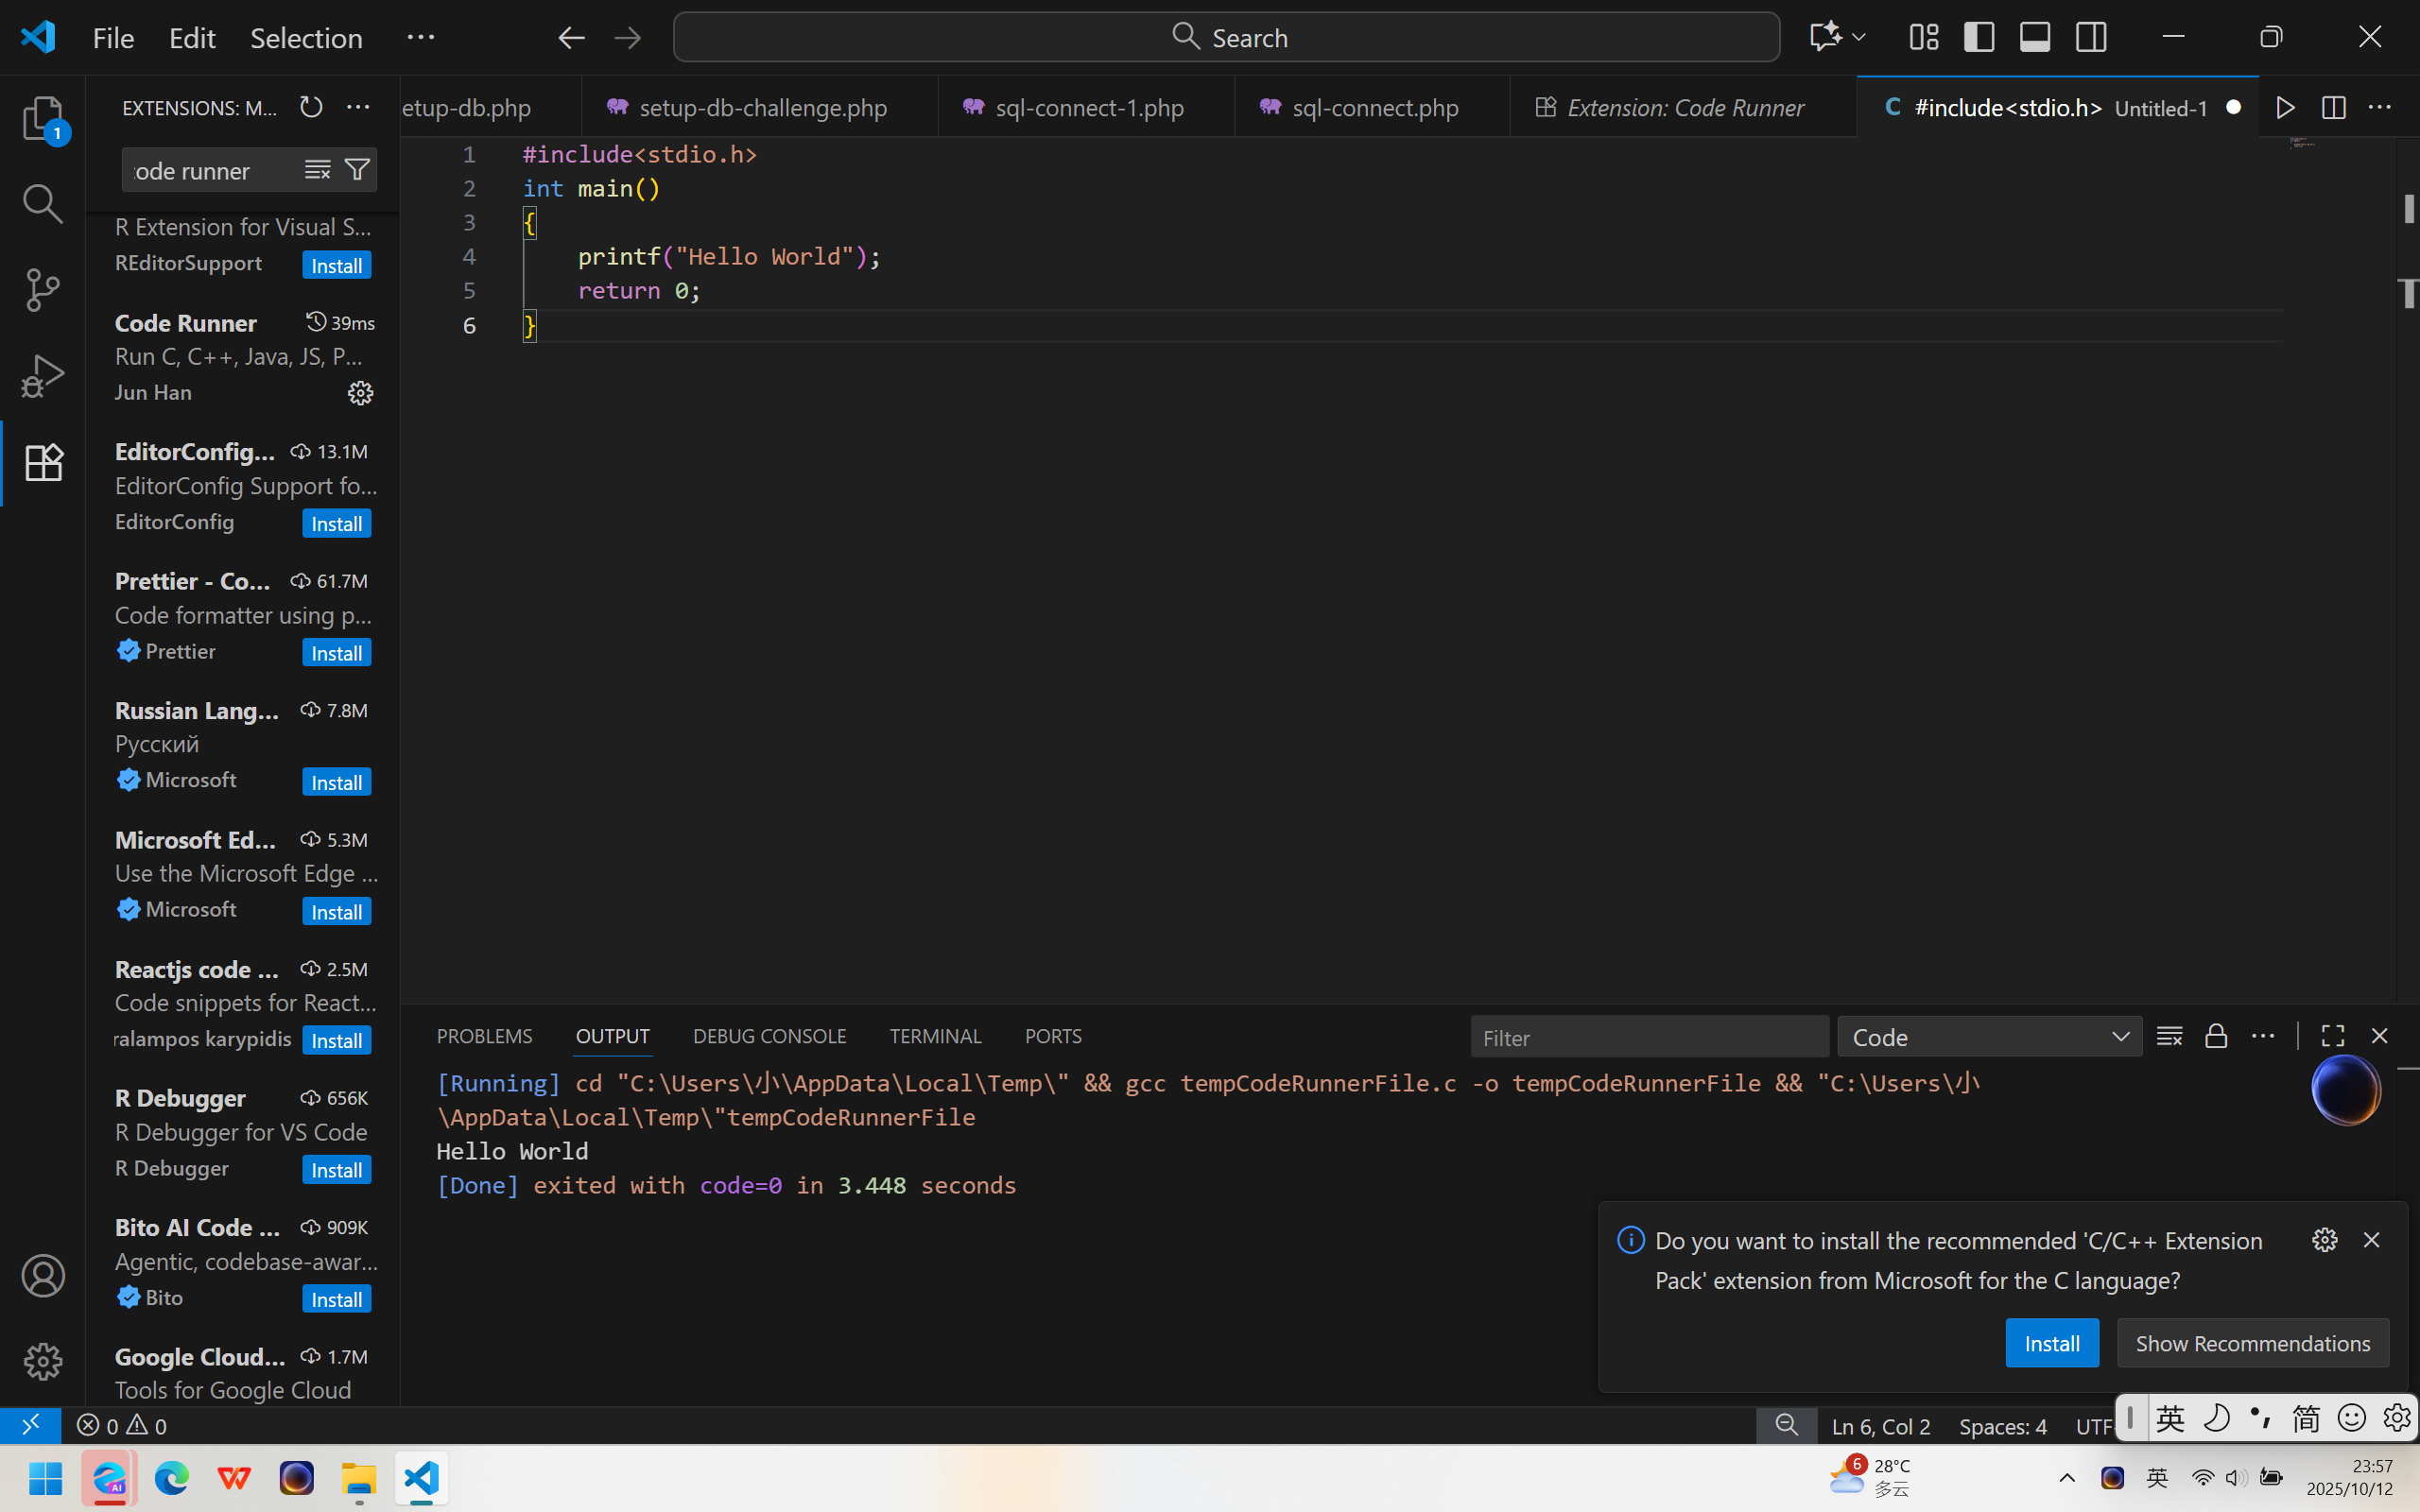 File Edit Selection ··· Search
EXTENSIONS: M... ···
etup-db.php setup-db-challenge.php sql-connect-1.php sql-connect.php Extension: Code Runner C #include<stdio.h> Untitled-1
code runner
R Extension for Visual S...
REditorSupport Install
Code Runner 39ms
Run C, C++, Java, JS, P...
Jun Han
EditorConfig... 13.1M
EditorConfig Support fo...
EditorConfig Install
Prettier - Co... 61.7M
Code formatter using p...
Prettier Install
Russian Lang... 7.8M
Русский
Microsoft Install
Microsoft Ed... 5.3M
Use the Microsoft Edge ...
Microsoft Install
Reactjs code ... 2.5M
Code snippets for React...
ralampos karypidis Install
R Debugger 656K
R Debugger for VS Code
R Debugger Install
Bito AI Code ... 909K
Agentic, codebase-awar...
Bito Install
Google Cloud... 1.7M
Tools for Google Cloud
1
1 #include<stdio.h>
2 int main()
3 {
4 printf("Hello World");
5 return 0;
6 }
PROBLEMS OUTPUT DEBUG CONSOLE TERMINAL PORTS Filter Code
[Running] cd "C:\Users\小\AppData\Local\Temp\" && gcc tempCodeRunnerFile.c -o tempCodeRunnerFile && "C:\Users\小
\AppData\Local\Temp\"tempCodeRunnerFile
Hello World
[Done] exited with code=0 in 3.448 seconds
Do you want to install the recommended 'C/C++ Extension
Pack' extension from Microsoft for the C language?
Install Show Recommendations
0 0 Ln 6, Col 2 Spaces: 4 UTF
英 简
AI
6 28°C
多云
英
23:57
2025/10/12